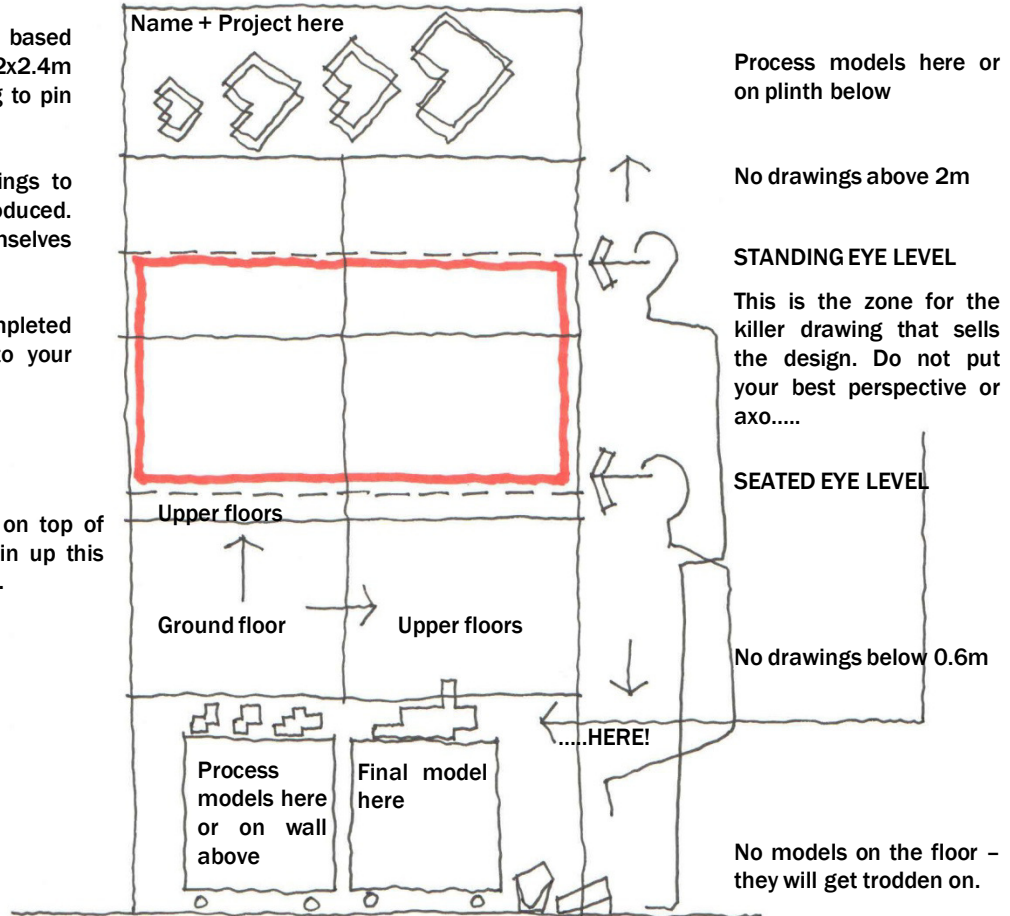 based
2x2.4m
to pin
ings to
oduced.
nselves
npleted
to your
on top of
in up this
Name + Project here
Process models here or
on plinth below
No drawings above 2m
STANDING EYE LEVEL
This is the zone for the
killer drawing that sells
the design. Do not put
your best perspective or
axo.....
SEATED EYE LEVEL
Upper floors
Ground floor
Upper floors
No drawings below 0.6m
.....HERE!
Process
models here
or on wall
above
Final model
here
No models on the floor –
they will get trodden on.